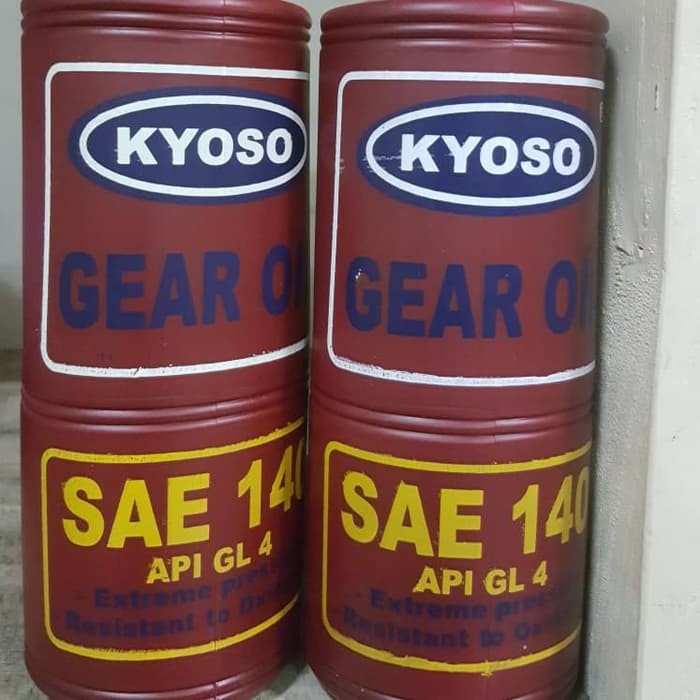 KYOSO
GEAR
SAE 140
API GL 4
Extreme
Resistant to
KYOSO
GEAR
SAE 140
API GL 4
Extreme
Resistant to